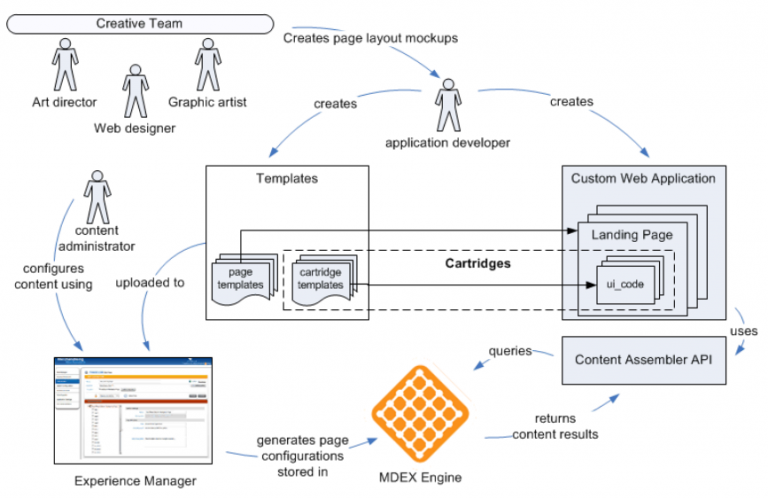 Creative Team
Creates page layout mockups
Art director
Graphic artist
Web designer
creates
creates
application developer
Templates
Custom Web Application
content
administrator
Landing Page
Cartridges
configures
content using
uploaded to
page
templates
cartridge
templates
ui_code
uses
queries
Content Assembler API
returns
content results
generates page
configurations
stored in
MDEX Engine
Experience Manager